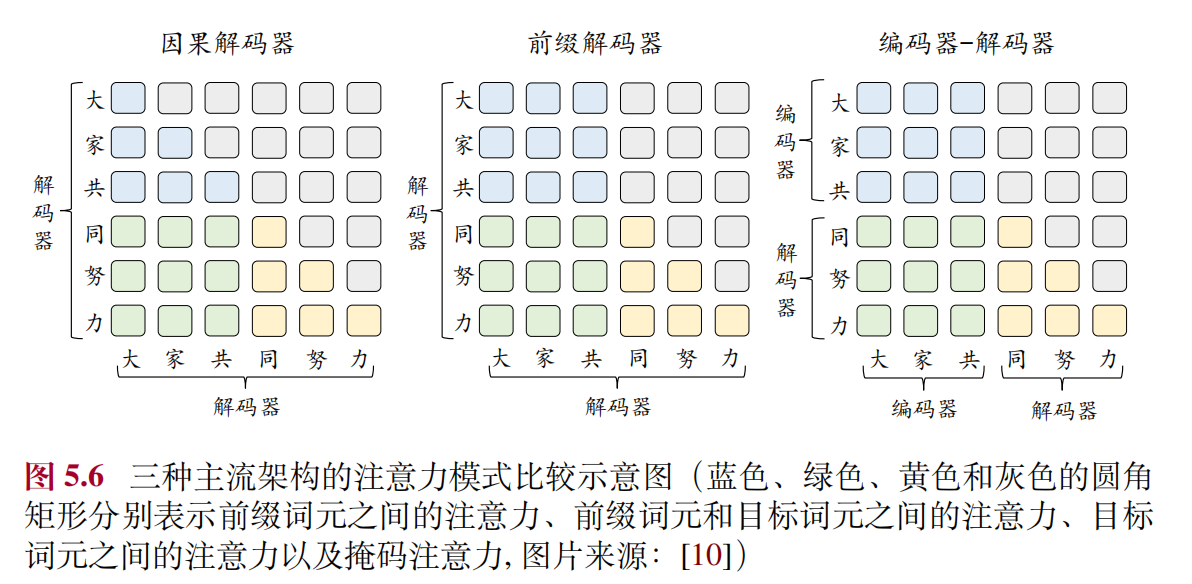 因果解码器
前缀解码器
编码器-解码器
大
家
共
同
努
力
解码器
大 家 共 同 努 力
解码器
大
家
共
同
努
力
解码器
大 家 共 同 努 力
解码器
大
家
共
同
努
力
编码器
解码器
大 家 共 同 努 力
编码器
解码器
图 5.6 三种主流架构的注意力模式比较示意图（蓝色、绿色、黄色和灰色的圆角
矩形分别表示前缀词元之间的注意力、前缀词元和目标词元之间的注意力、目标
词元之间的注意力以及掩码注意力, 图片来源：[10]）